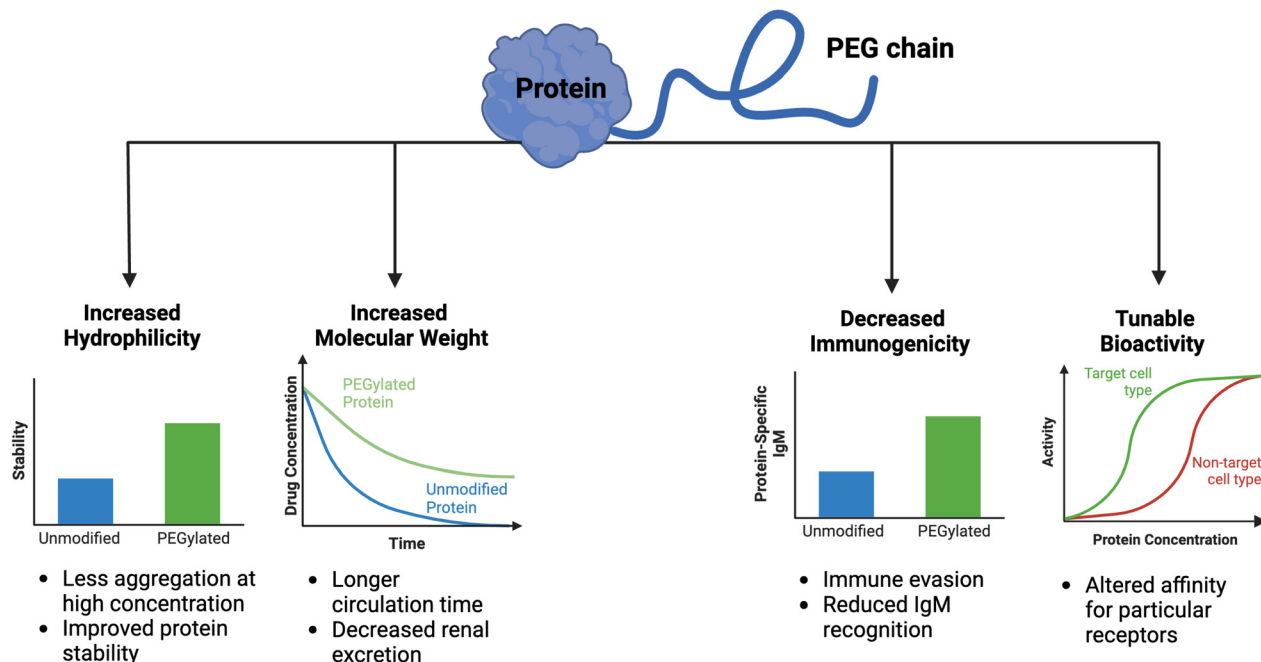 Protein
PEG chain
Increased
Hydrophilicity
Stability
Unmodified
PEGylated
• Less aggregation at
high concentration
• Improved protein
stability
Increased
Molecular Weight
Drug Concentration
PEGylated
Protein
Unmodified
Protein
Time
• Longer
circulation time
• Decreased renal
excretion
Decreased
Immunogenicity
Protein-Specific
IgM
Unmodified
PEGylated
• Immune evasion
• Reduced IgM
recognition
Tunable
Bioactivity
Activity
Target cell
type
Non-target
cell type
Protein Concentration
• Altered affinity
for particular
receptors